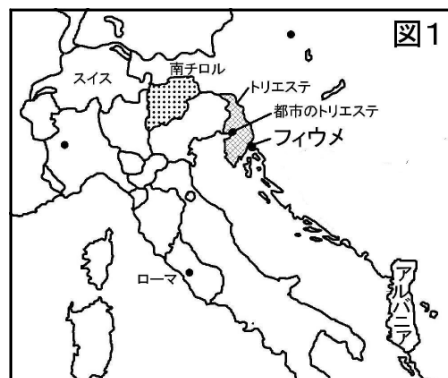 図1
スイス
南チロル
トリエステ
都市のトリエステ
フィウメ
ローマ
アルバニア